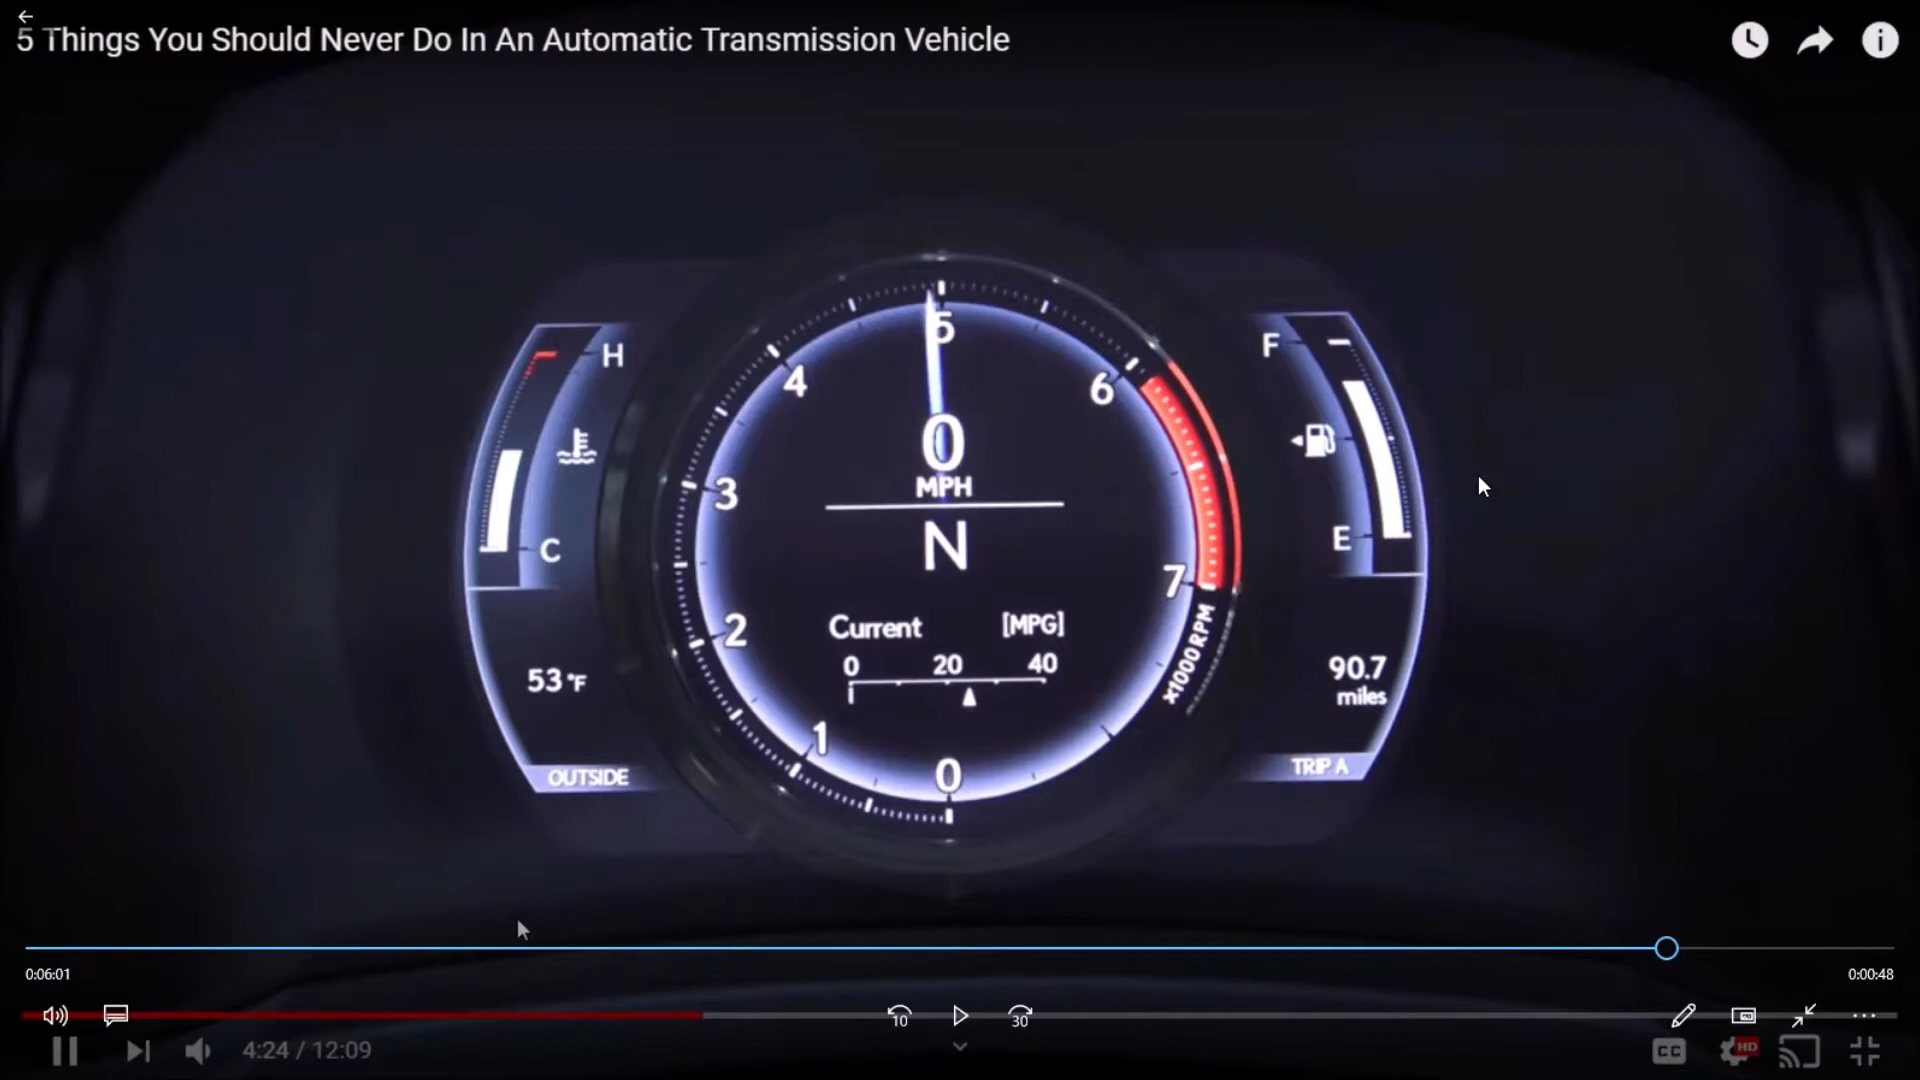 5 Things You Should Never Do In An Automatic Transmission Vehicle
5
4
6
H
F
0
MPH
3
N
C
E
7
2
Current [MPG]
0 20 40
x1000 RPM
53 °F
90.7
miles
1
0
OUTSIDE
TRIP A
0:06:01
0:00:48
10
30
4:24 / 12:09
CC
HD